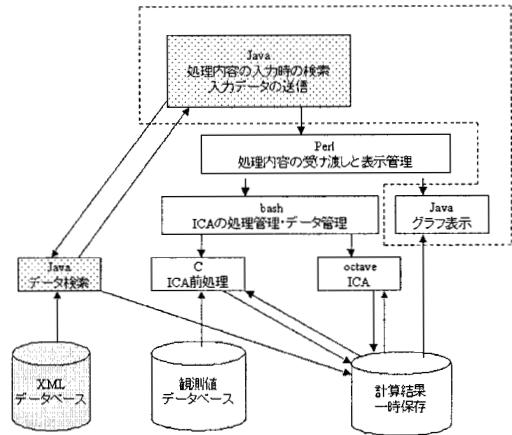 Java
処理内容の入力時の検索
入力データの送信
Perl
処理内容の受け渡しと表示管理
bash
ICAの処理管理・データ管理
Java
グラフ表示
Java
データ検索
C
ICA前処理
octave
ICA
XML
データベース
観測値
データベース
計算結果
一時保存